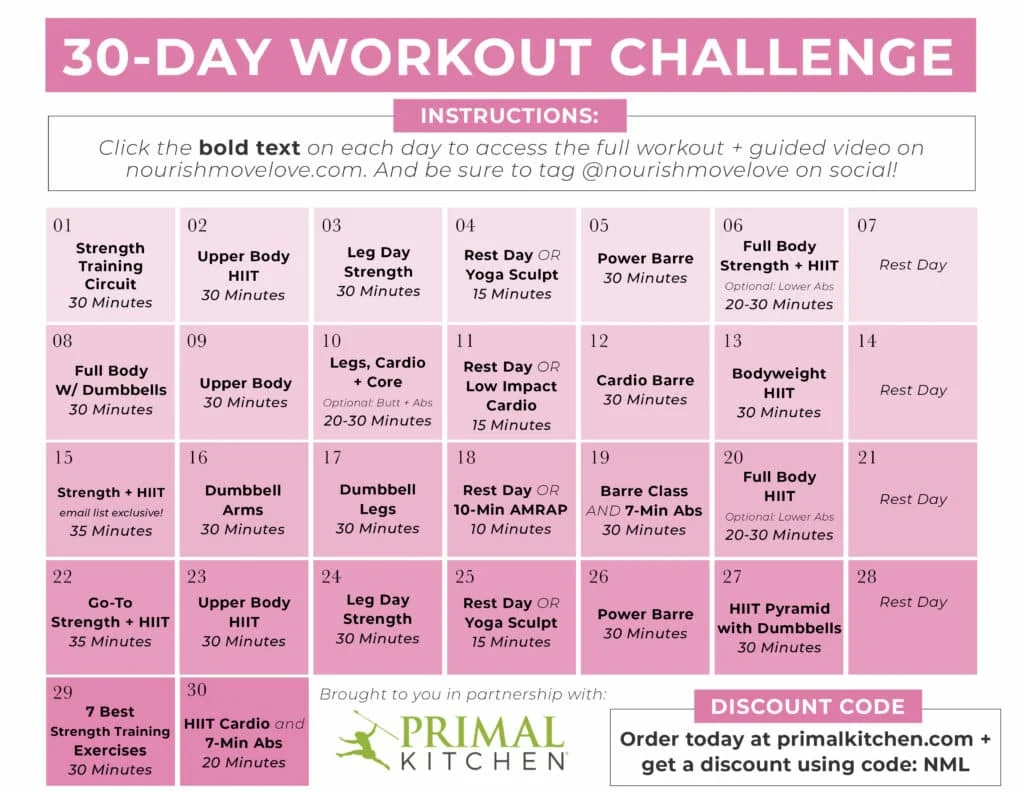 30-DAY WORKOUT CHALLENGE
INSTRUCTIONS:
Click the bold text on each day to access the full workout + guided video on
nourishmovelove.com. And be sure to tag @nourishmovelove on social!
01
Strength
Training
Circuit
30 Minutes
02
Upper Body
HIIT
30 Minutes
03
Leg Day
Strength
30 Minutes
04
Rest Day OR
Yoga Sculpt
15 Minutes
05
Power Barre
30 Minutes
06
Full Body
Strength + HIIT
Optional: Lower Abs
20-30 Minutes
07
Rest Day
08
Full Body
W/ Dumbbells
30 Minutes
09
Upper Body
30 Minutes
10
Legs, Cardio
+ Core
Optional: Butt + Abs
20-30 Minutes
11
Rest Day OR
Low Impact
Cardio
15 Minutes
12
Cardio Barre
30 Minutes
13
Bodyweight
HIIT
30 Minutes
14
Rest Day
15
Strength + HIIT
email list exclusive!
35 Minutes
16
Dumbbell
Arms
30 Minutes
17
Dumbbell
Legs
30 Minutes
18
Rest Day OR
10-Min AMRAP
10 Minutes
19
Barre Class
AND 7-Min Abs
30 Minutes
20
Full Body
HIIT
Optional: Lower Abs
20-30 Minutes
21
Rest Day
22
Go-To
Strength + HIIT
35 Minutes
23
Upper Body
HIIT
30 Minutes
24
Leg Day
Strength
30 Minutes
25
Rest Day OR
Yoga Sculpt
15 Minutes
26
Power Barre
30 Minutes
27
HIIT Pyramid
with Dumbbells
30 Minutes
28
Rest Day
29
7 Best
Strength Training
Exercises
30 Minutes
30
HIIT Cardio and
7-Min Abs
20 Minutes
Brought to you in partnership with:
PRIMAL
KITCHEN®
DISCOUNT CODE
Order today at primalkitchen.com +
get a discount using code: NML